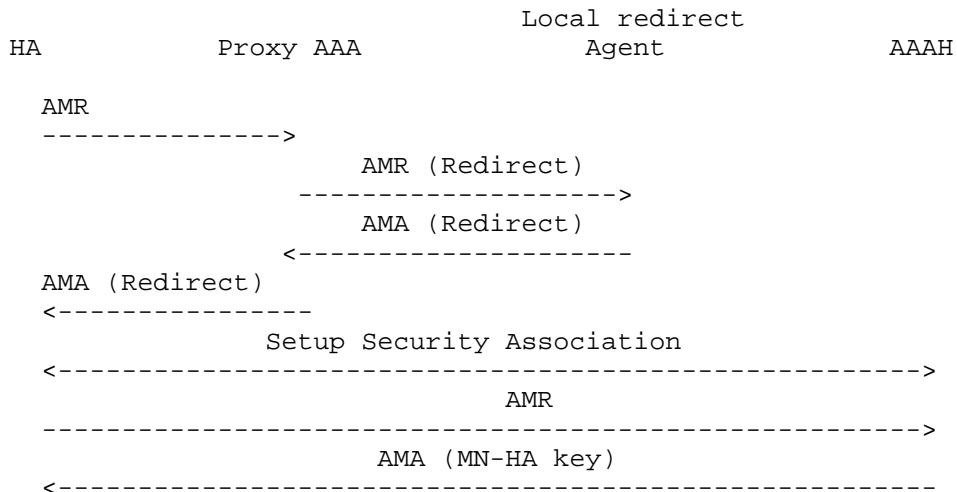 Local redirect
HA Proxy AAA Agent AAAH
AMR
--------------->
AMR (Redirect)
-------------------->
AMA (Redirect)
<----------------------
AMA (Redirect)
<----------------
Setup Security Association
<------------------------------------------------------>
AMR
------------------------------------------------------->
AMA (MN-HA key)
<-------------------------------------------------------